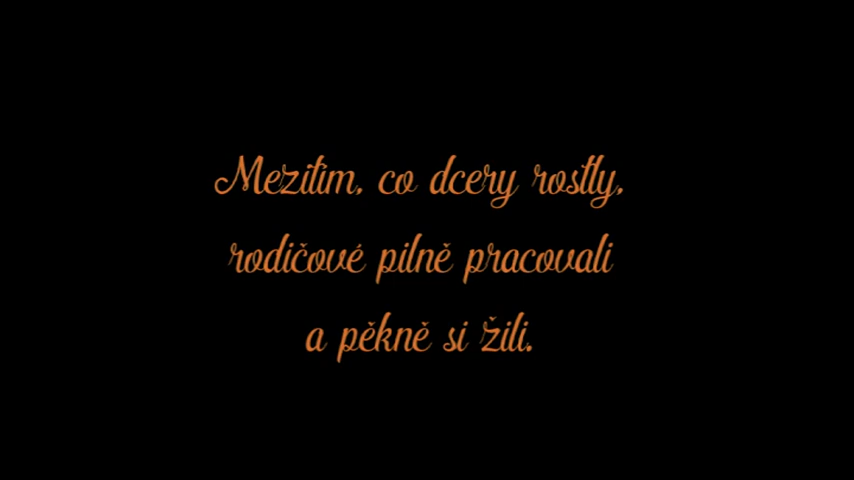 Mezitím, co dcery rostly,
rodičové pilně pracovali
a pěkně si žili.